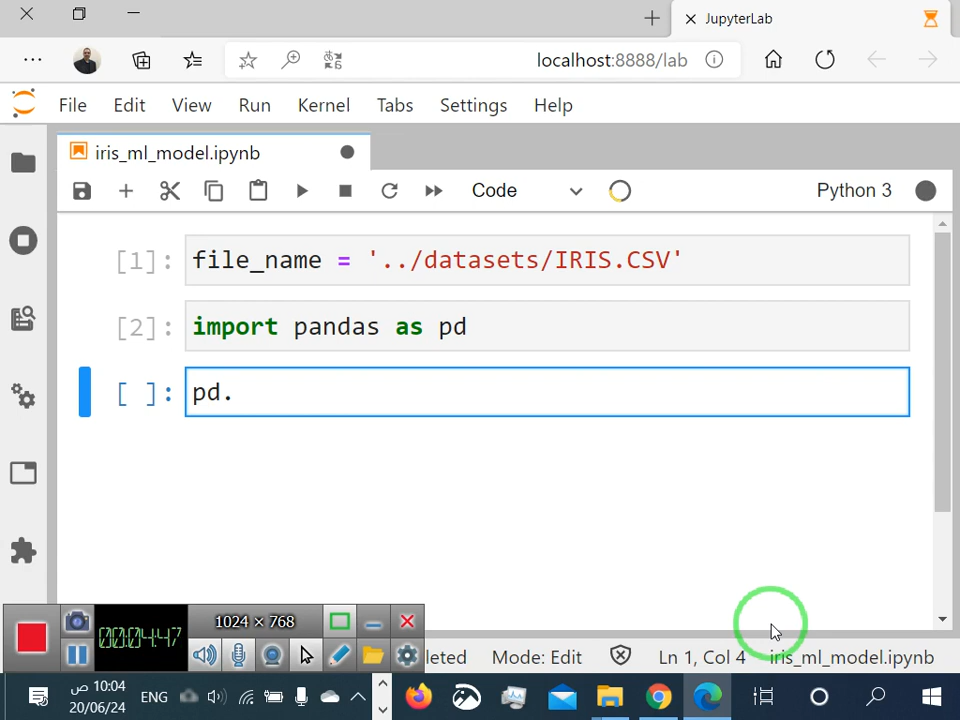 JupyterLab
localhost:8888/lab
File Edit View Run Kernel Tabs Settings Help
iris_ml_model.ipynb
Code Python 3
[1]: file_name = '../datasets/IRIS.CSV'
[2]: import pandas as pd
[ ]: pd.
1024 × 768
00:04:47
leted Mode: Edit Ln 1, Col 4 iris_ml_model.ipynb
10:04 ص
ENG
20/06/24